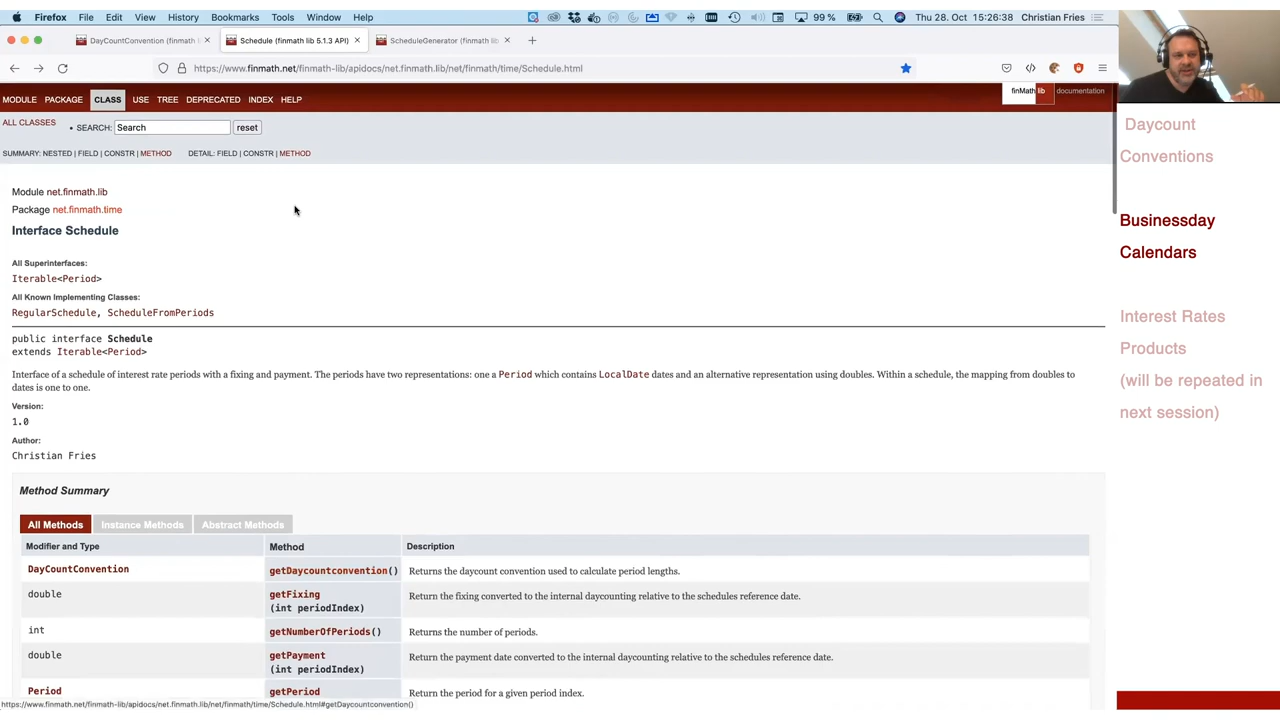 Firefox File Edit View History Bookmarks Tools Window Help 99 % Thu 28. Oct 15:26:38 Christian Fries
DayCountConvention (finmath l Schedule (finmath lib 5.1.3 API) ScheduleGenerator (finmath lib
https://www.finmath.net/finmath-lib/apidocs/net.finmath.lib/net/finmath/time/Schedule.html
MODULE PACKAGE CLASS USE TREE DEPRECATED INDEX HELP
finMath lib documentation
ALL CLASSES SEARCH: Search reset
SUMMARY: NESTED | FIELD | CONSTR | METHOD DETAIL: FIELD | CONSTR | METHOD
Module net.finmath.lib
Package net.finmath.time
Interface Schedule
All Superinterfaces:
Iterable<Period>
All Known Implementing Classes:
RegularSchedule, ScheduleFromPeriods
public interface Schedule
extends Iterable<Period>
Interface of a schedule of interest rate periods with a fixing and payment. The periods have two representations: one a Period which contains LocalDate dates and an alternative representation using doubles. Within a schedule, the mapping from doubles to
dates is one to one.
Version:
1.0
Author:
Christian Fries
Method Summary
All Methods Instance Methods Abstract Methods
Modifier and Type Method Description
DayCountConvention getDaycountconvention() Returns the daycount convention used to calculate period lengths.
double getFixing Return the fixing converted to the internal daycounting relative to the schedules reference date.
(int periodIndex)
int getNumberOfPeriods() Returns the number of periods.
double getPayment Return the payment date converted to the internal daycounting relative to the schedules reference date.
(int periodIndex)
Period getPeriod Return the period for a given period index.
https://www.finmath.net/finmath-lib/apidocs/net.finmath.lib/net/finmath/time/Schedule.html#getDaycountconvention()
Daycount
Conventions
Businessday
Calendars
Interest Rates
Products
(will be repeated in
next session)